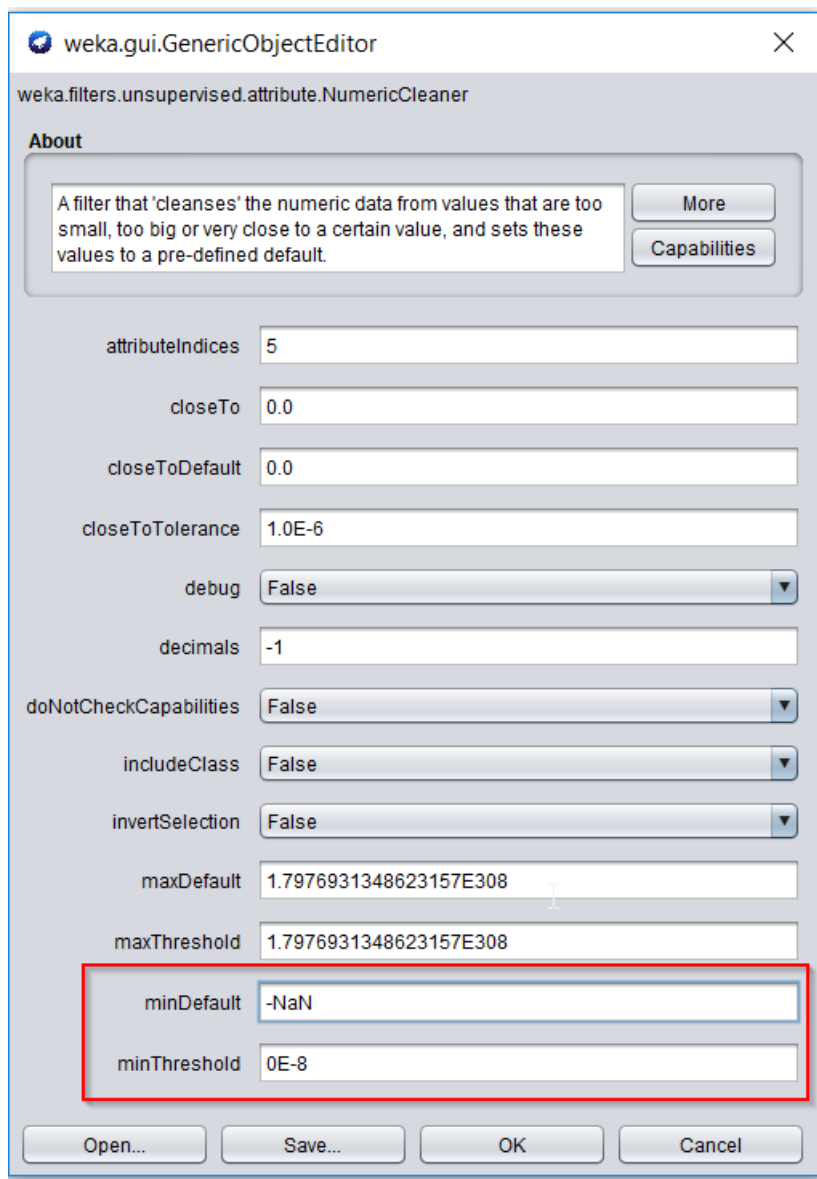 weka.gui.GenericObjectEditor
weka.filters.unsupervised.attribute.NumericCleaner
About
A filter that 'cleanses' the numeric data from values that are too
small, too big or very close to a certain value, and sets these
values to a pre-defined default.
More
Capabilities
attributeIndices 5
closeTo 0.0
closeToDefault 0.0
closeToTolerance 1.0E-6
debug False
decimals -1
doNotCheckCapabilities False
includeClass False
invertSelection False
maxDefault 1.7976931348623157E308
maxThreshold 1.7976931348623157E308
minDefault -NaN
minThreshold 0E-8
Open... Save... OK Cancel